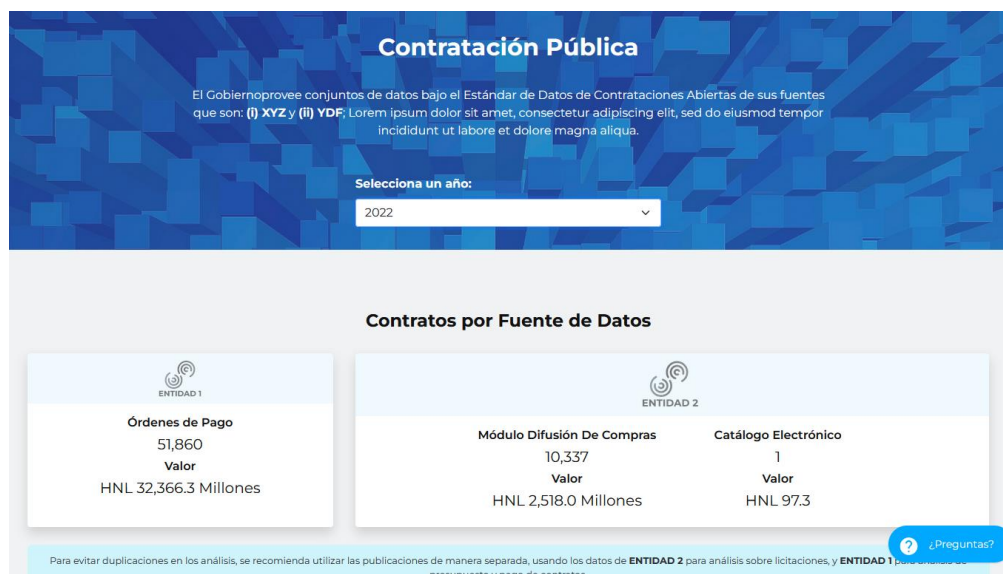 Contratación Pública
El Gobiernoprovee conjuntos de datos bajo el Estándar de Datos de Contrataciones Abiertas de sus fuentes
que son: (i) XYZ y (ii) YDF; Lorem ipsum dolor sit amet, consectetur adipiscing elit, sed do eiusmod tempor
incididunt ut labore et dolore magna aliqua.
Selecciona un año:
2022
Contratos por Fuente de Datos
ENTIDAD 1
Órdenes de Pago
51,860
Valor
HNL 32,366.3 Millones
ENTIDAD 2
Módulo Difusión De Compras
10,337
Valor
HNL 2,518.0 Millones
Catálogo Electrónico
1
Valor
HNL 97.3
¿Preguntas?
Para evitar duplicaciones en los análisis, se recomienda utilizar las publicaciones de manera separada, usando los datos de ENTIDAD 2 para análisis sobre licitaciones, y ENTIDAD 1